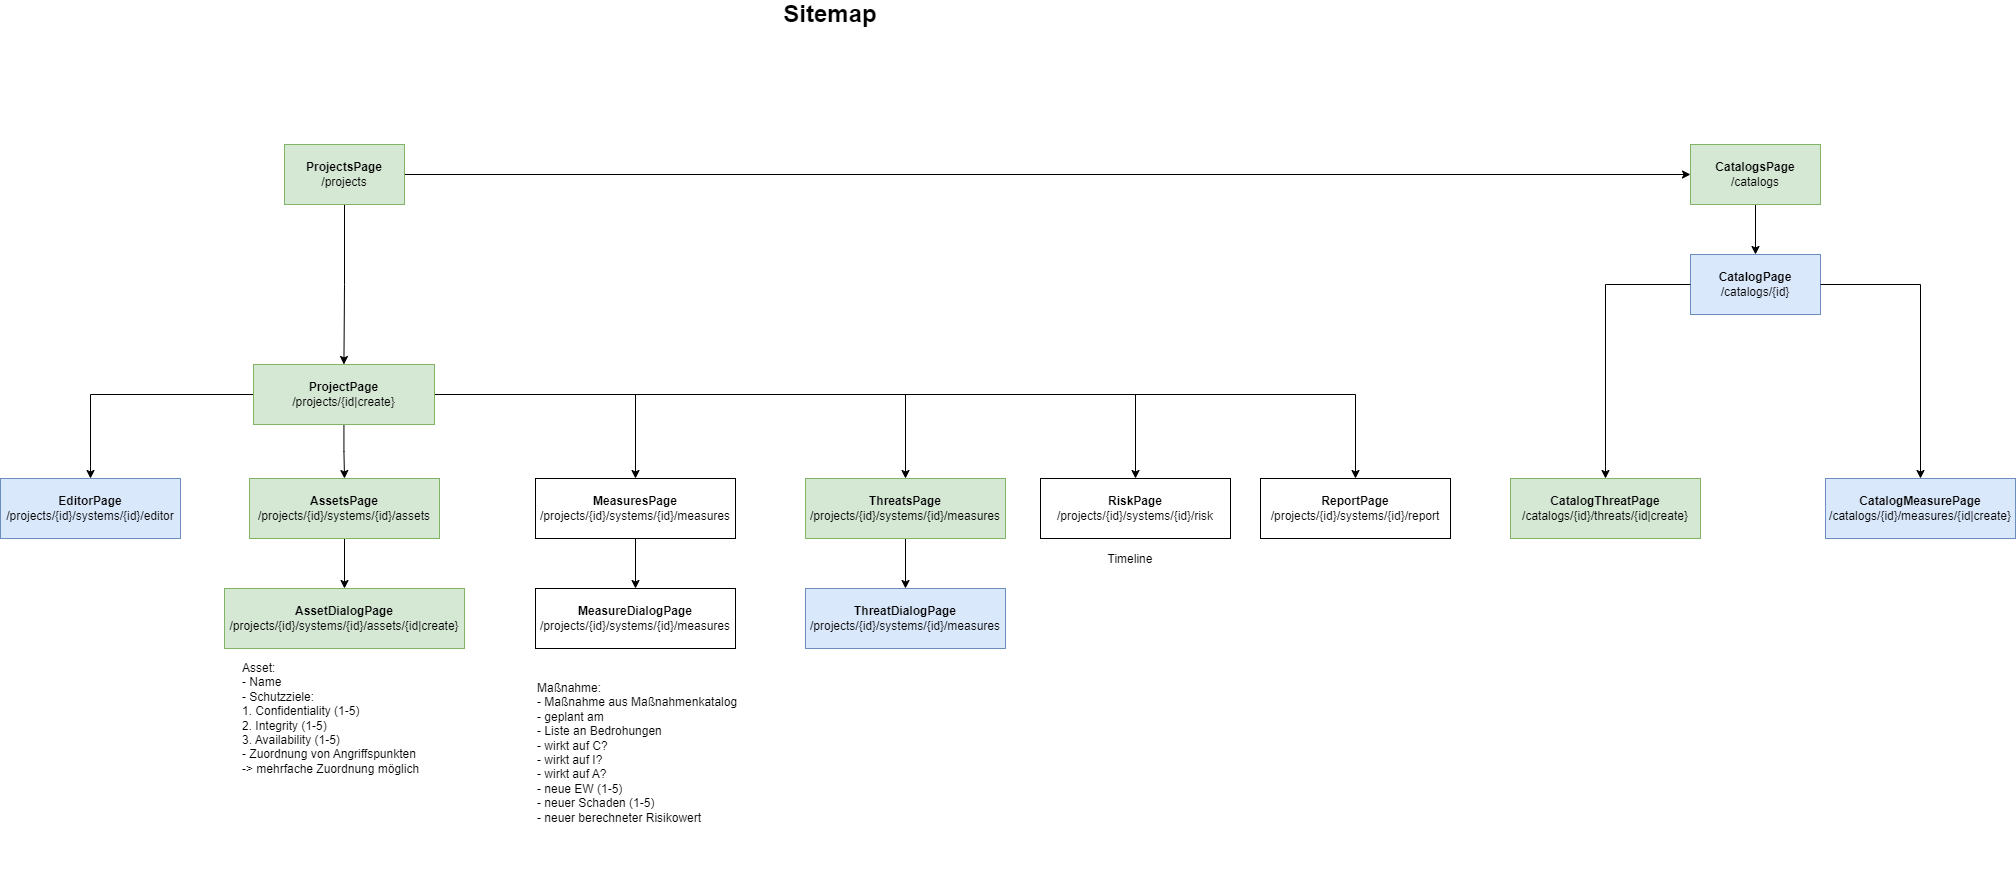 Sitemap
ProjectsPage
/projects
CatalogsPage
/catalogs
CatalogPage
/catalogs/{id}
ProjectPage
/projects/{id|create}
EditorPage
/projects/{id}/systems/{id}/editor
AssetsPage
/projects/{id}/systems/{id}/assets
MeasuresPage
/projects/{id}/systems/{id}/measures
ThreatsPage
/projects/{id}/systems/{id}/measures
RiskPage
/projects/{id}/systems/{id}/risk
ReportPage
/projects/{id}/systems/{id}/report
CatalogThreatPage
/catalogs/{id}/threats/{id|create}
CatalogMeasurePage
/catalogs/{id}/measures/{id|create}
Timeline
AssetDialogPage
/projects/{id}/systems/{id}/assets/{id|create}
MeasureDialogPage
/projects/{id}/systems/{id}/measures
ThreatDialogPage
/projects/{id}/systems/{id}/measures
Asset:
- Name
- Schutzziele:
1. Confidentiality (1-5)
2. Integrity (1-5)
3. Availability (1-5)
- Zuordnung von Angriffspunkten
-> mehrfache Zuordnung möglich
Maßnahme:
- Maßnahme aus Maßnahmenkatalog
- geplant am
- Liste an Bedrohungen
- wirkt auf C?
- wirkt auf I?
- wirkt auf A?
- neue EW (1-5)
- neuer Schaden (1-5)
- neuer berechneter Risikowert